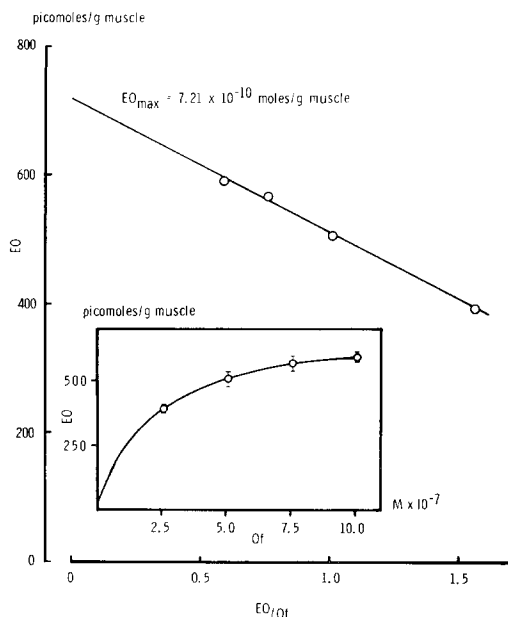 picomoles/g muscle
800
EOmax = 7.21 x 10-10 moles/g muscle
600
EO
400
picomoles/g muscle
500
EO
250
M x 10-7
2.5 5.0 7.5 10.0
Of
200
0
0 0.5 1.0 1.5
EO/Of